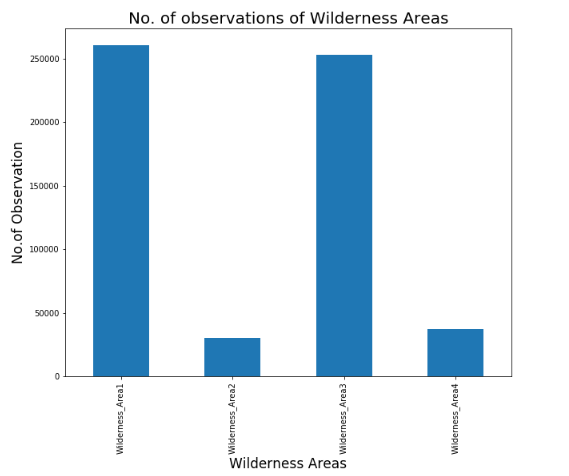 No. of observations of Wilderness Areas
No.of Observation
250000
200000
150000
100000
50000
0
Wilderness_Area1
Wilderness_Area2
Wilderness_Area3
Wilderness_Area4
Wilderness Areas